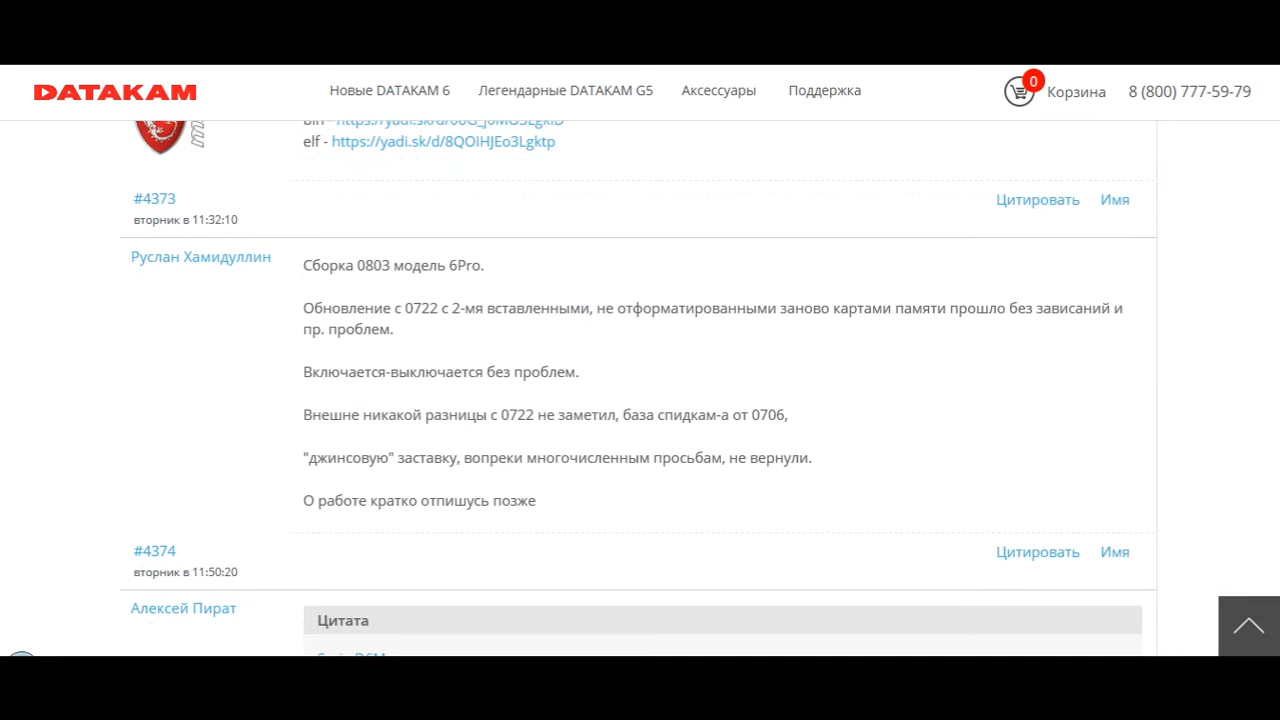 DATAKAM
Новые DATAKAM 6 Легендарные DATAKAM G5 Аксессуары Поддержка
0
Корзина 8 (800) 777-59-79
elf - https://yadi.sk/d/8QOIHJEo3Lgktp
#4373
вторник в 11:32:10
Цитировать Имя
Руслан Хамидуллин
Сборка 0803 модель 6Pro.
Обновление с 0722 с 2-мя вставленными, не отформатированными заново картами памяти прошло без зависаний и
пр. проблем.
Включается-выключается без проблем.
Внешне никакой разницы с 0722 не заметил, база спидкам-а от 0706,
"джинсовую" заставку, вопреки многочисленным просьбам, не вернули.
О работе кратко отпишусь позже
#4374
вторник в 11:50:20
Цитировать Имя
Алексей Пират
Цитата